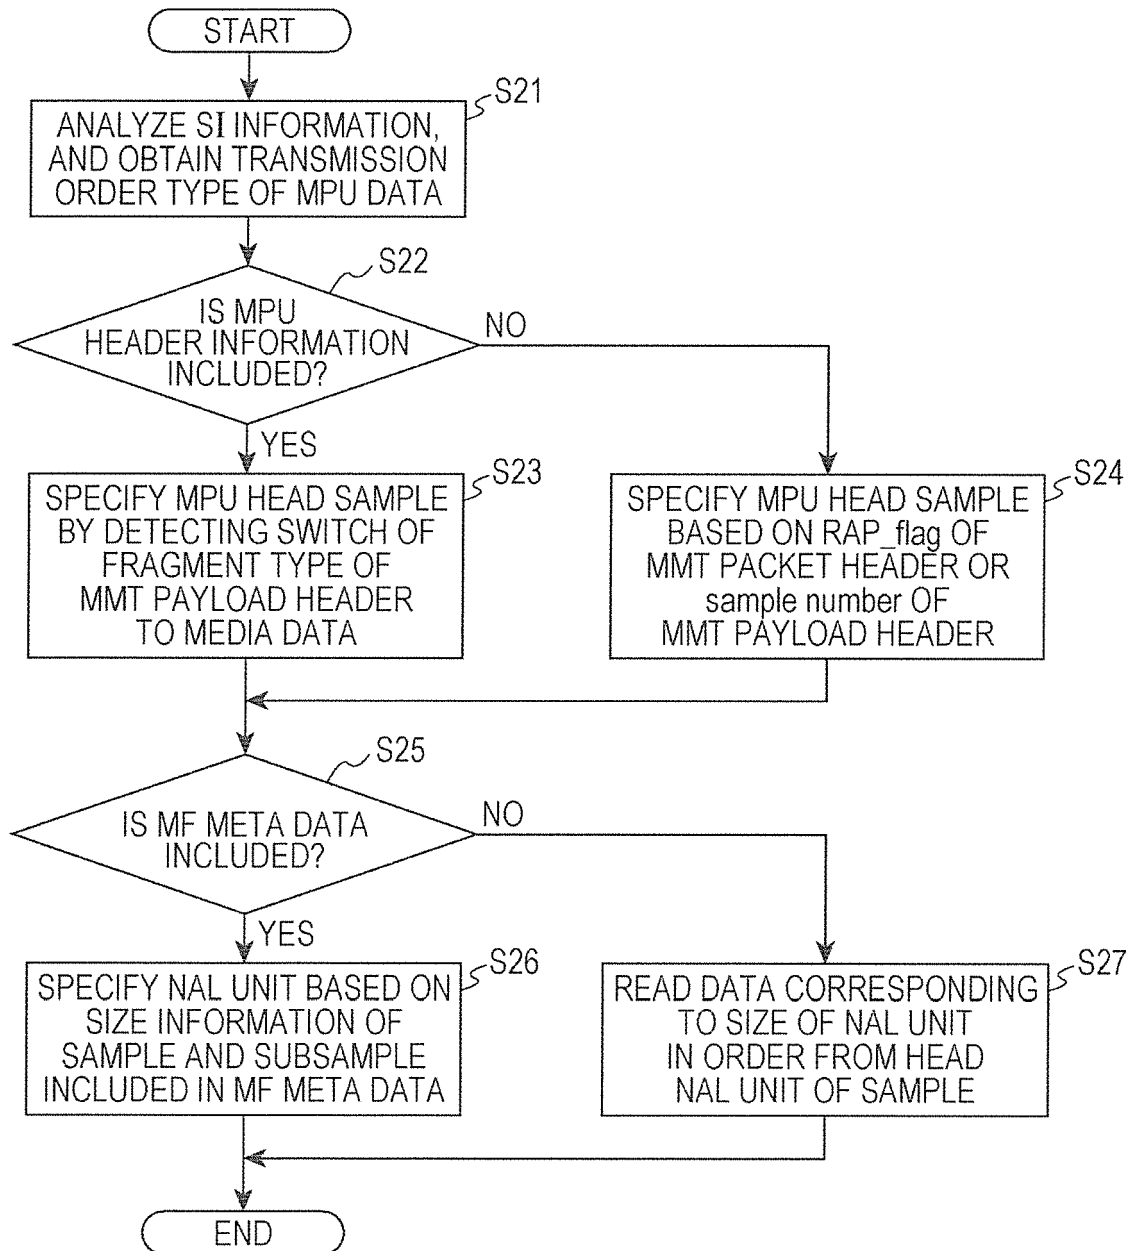 START
S21
ANALYZE SI INFORMATION,
AND OBTAIN TRANSMISSION
ORDER TYPE OF MPU DATA
S22
IS MPU
HEADER INFORMATION
INCLUDED?
NO
YES
S23
SPECIFY MPU HEAD SAMPLE
BY DETECTING SWITCH OF
FRAGMENT TYPE OF
MMT PAYLOAD HEADER
TO MEDIA DATA
S24
SPECIFY MPU HEAD SAMPLE
BASED ON RAP_flag OF
MMT PACKET HEADER OR
sample number OF
MMT PAYLOAD HEADER
S25
IS MF META DATA
INCLUDED?
NO
YES
S26
SPECIFY NAL UNIT BASED ON
SIZE INFORMATION OF
SAMPLE AND SUBSAMPLE
INCLUDED IN MF META DATA
S27
READ DATA CORRESPONDING
TO SIZE OF NAL UNIT
IN ORDER FROM HEAD
NAL UNIT OF SAMPLE
END